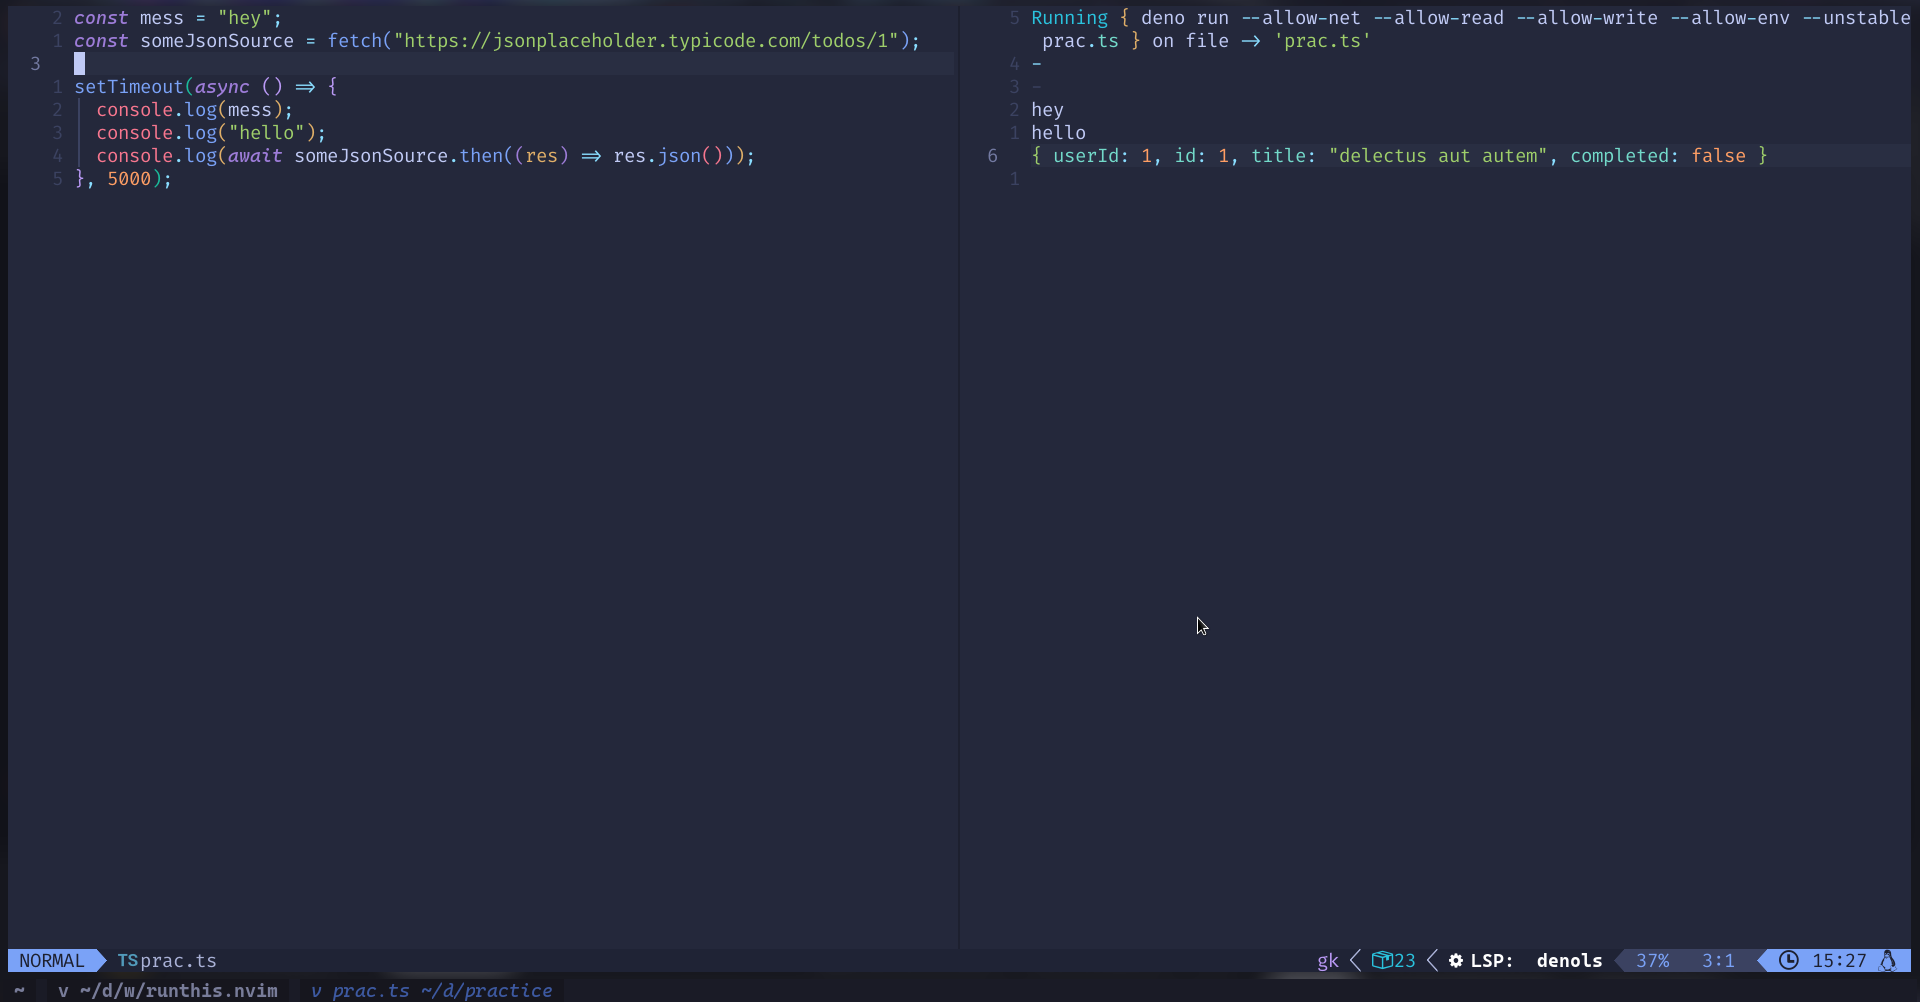 2 const mess = "hey";
1 const someJsonSource = fetch("https://jsonplaceholder.typicode.com/todos/1");
3
1 setTimeout(async () => {
2 console.log(mess);
3 console.log("hello");
4 console.log(await someJsonSource.then((res) => res.json()));
5 }, 5000);
5 Running { deno run --allow-net --allow-read --allow-write --allow-env --unstable
prac.ts } on file -> 'prac.ts'
4 -
3 -
2 hey
1 hello
6 { userId: 1, id: 1, title: "delectus aut autem", completed: false }
1
NORMAL TS prac.ts gk 23 LSP: denols 37% 3:1 15:27
~ v ~/d/w/runthis.nvim v prac.ts ~/d/practice